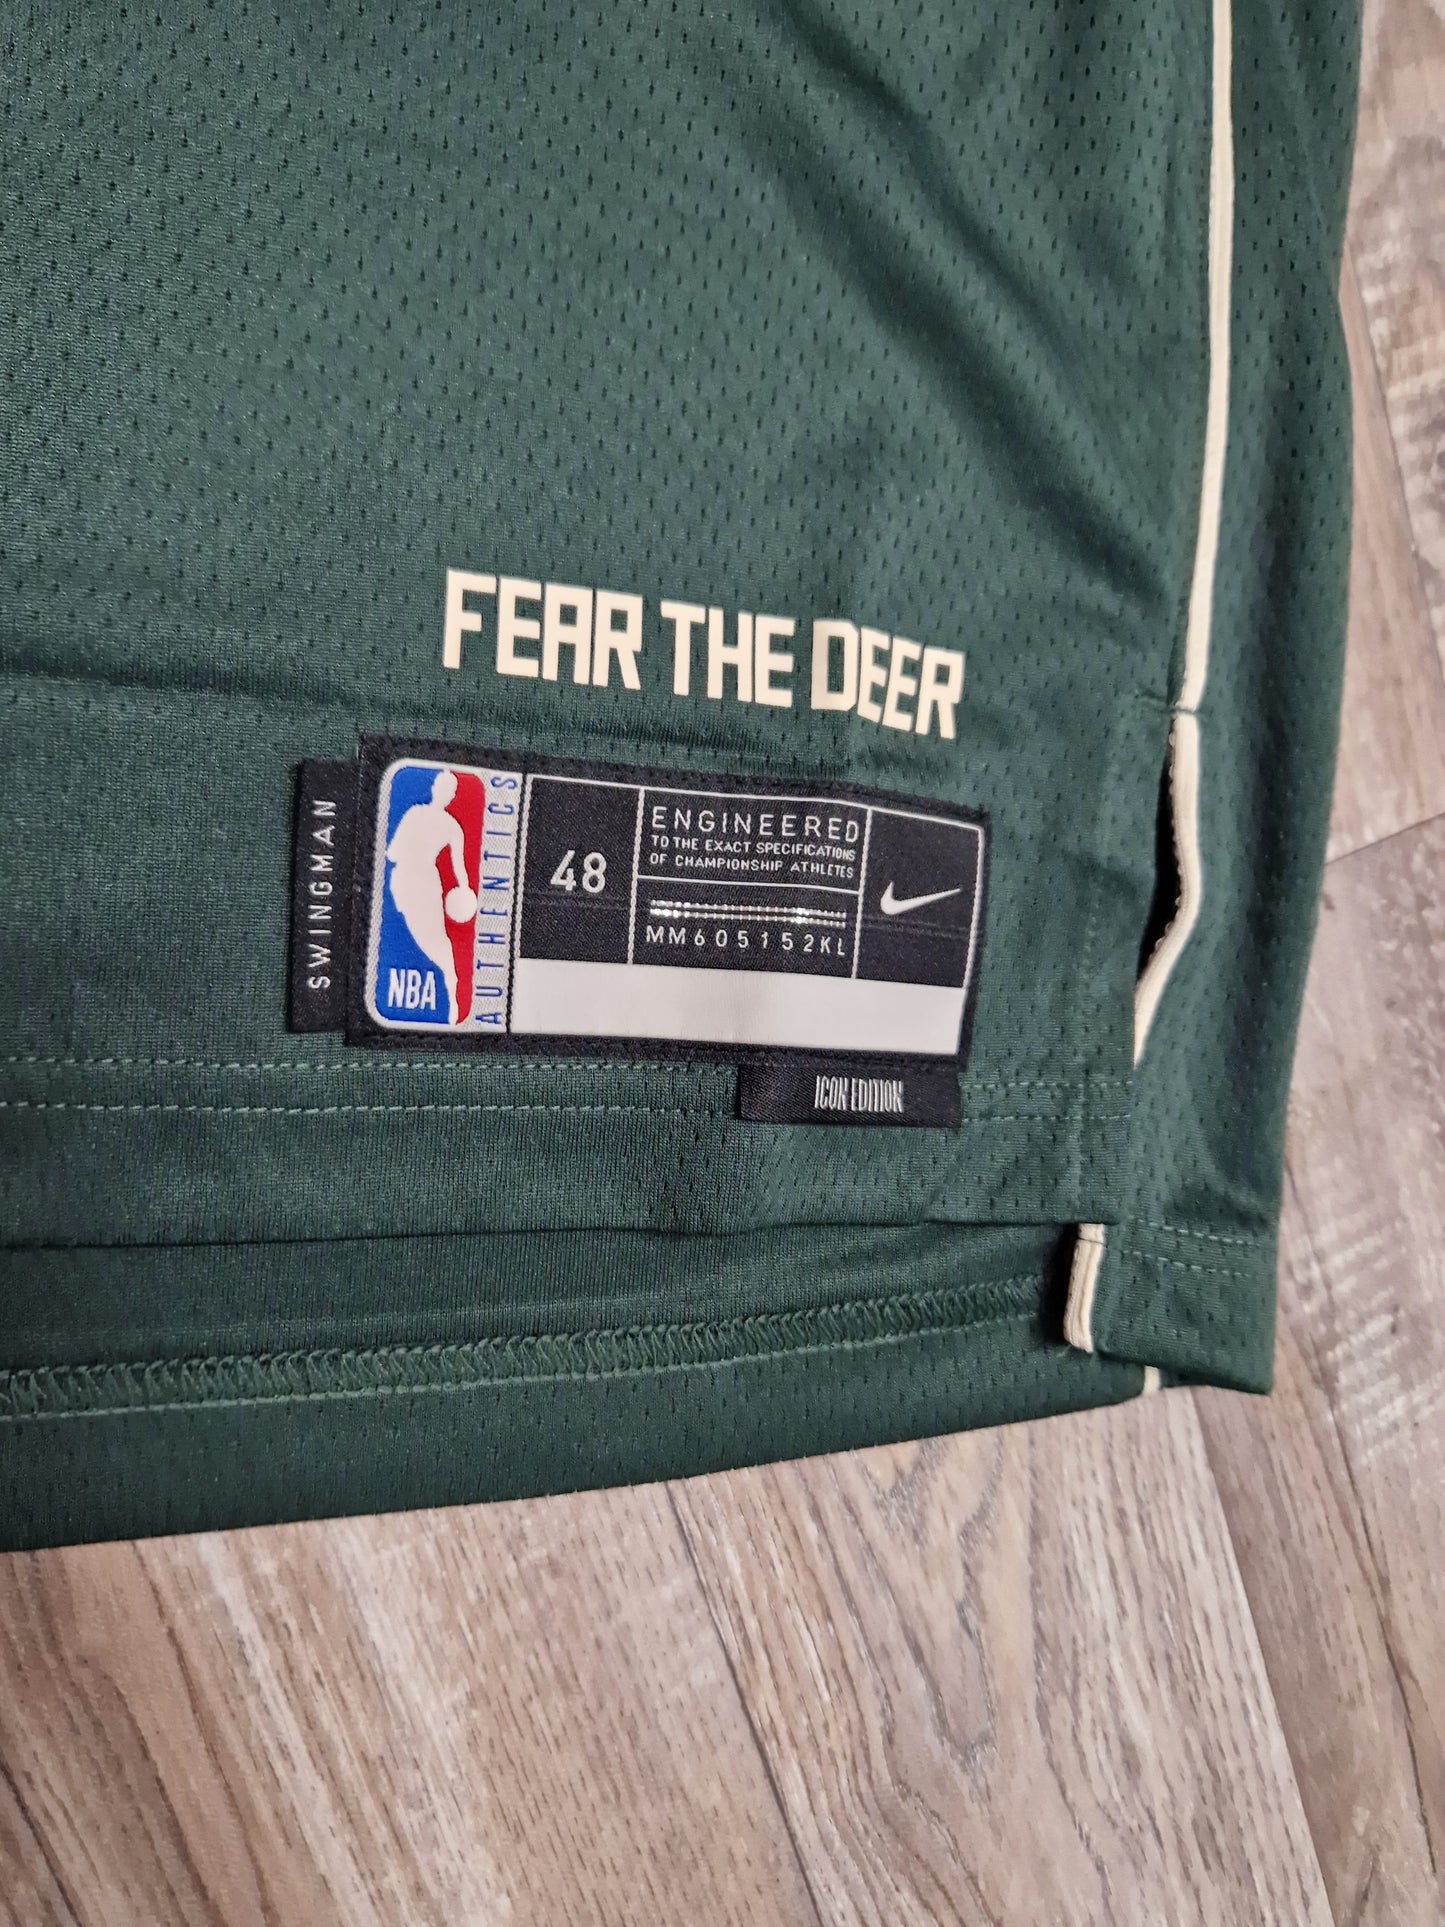 FEAR THE DEER
SWINGMAN
NBA
AUTHENTICS
48
ENGINEERED
TO THE EXACT SPECIFICATIONS
OF CHAMPIONSHIP ATHLETES
MM605152KL
ICON EDITION